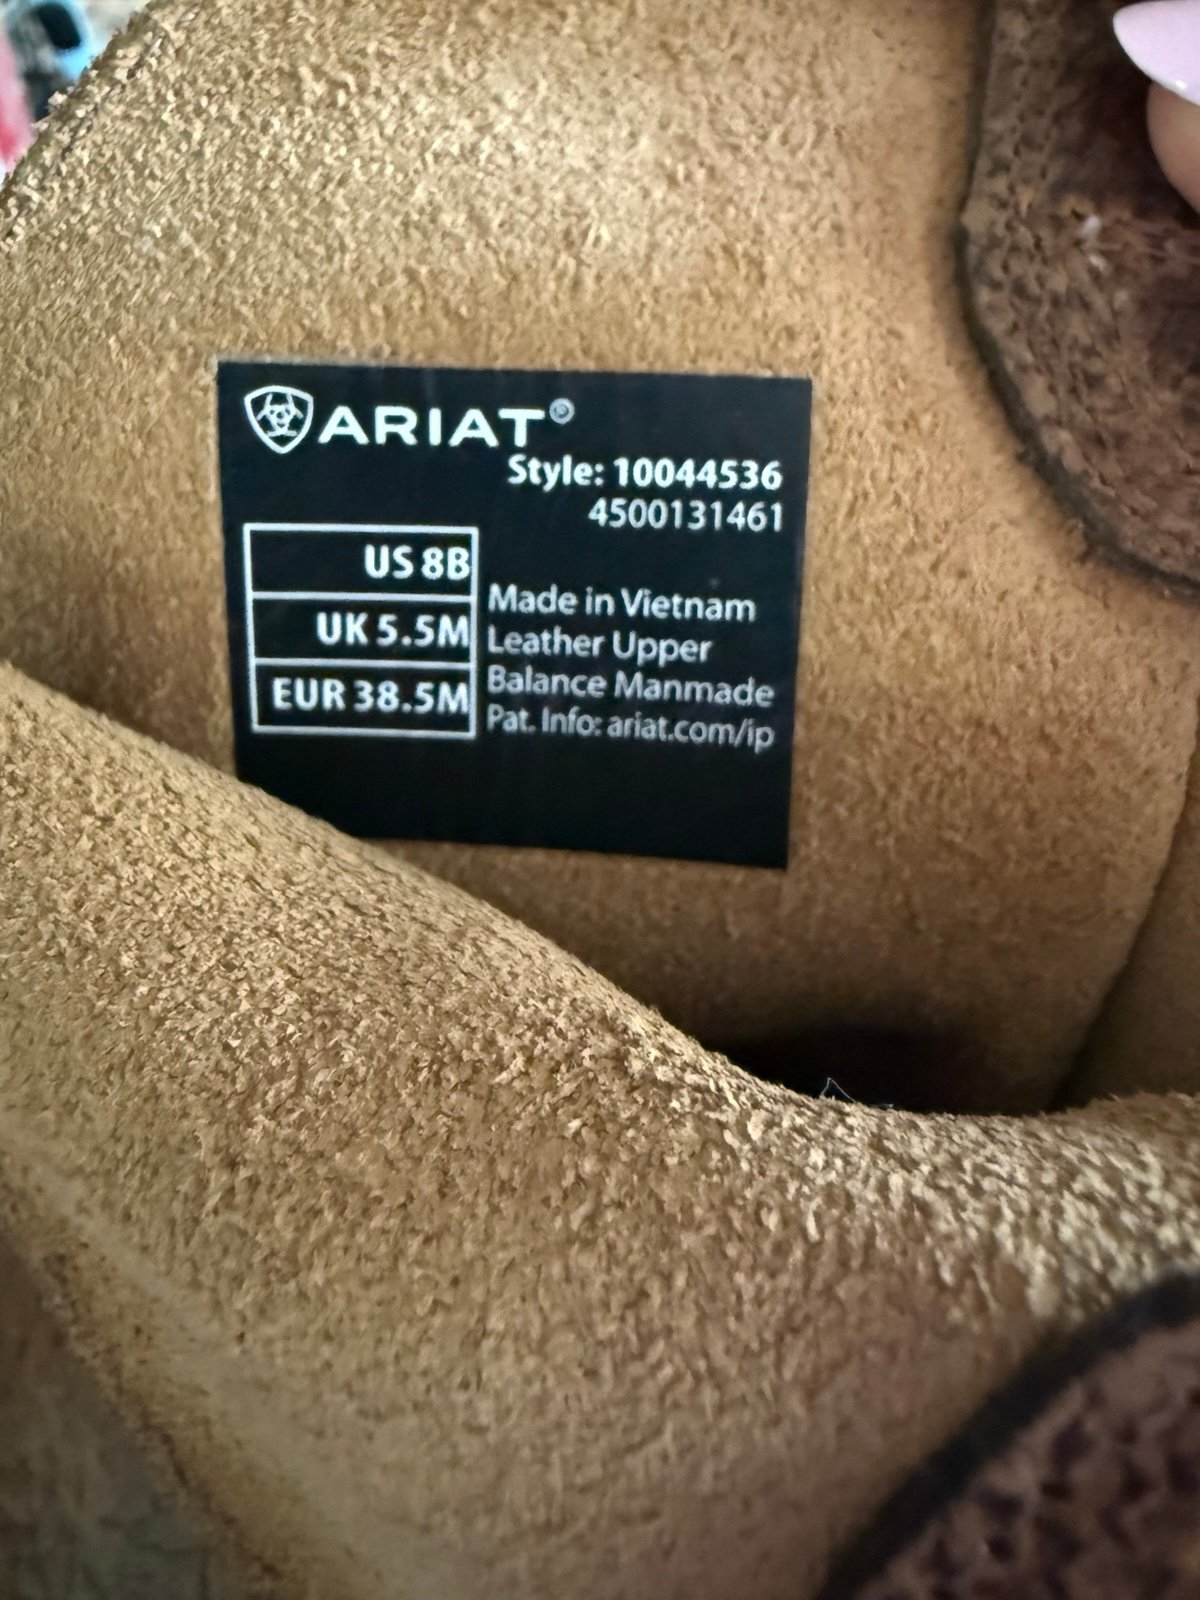 ARIAT®
Style: 10044536
4500131461
US 8B
UK 5.5M
EUR 38.5M
Made in Vietnam
Leather Upper
Balance Manmade
Pat. Info: ariat.com/ip